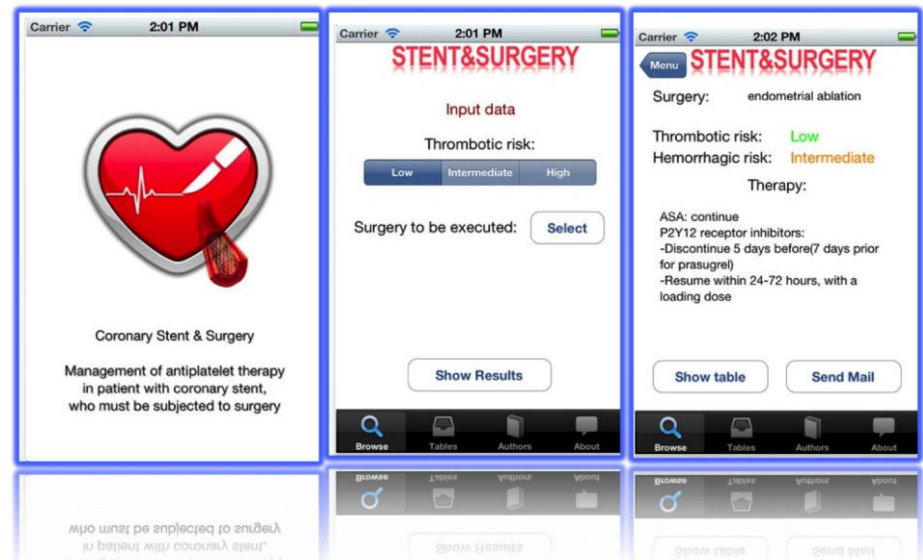 Carrier 2:01 PM
Coronary Stent & Surgery
Management of antiplatelet therapy
in patient with coronary stent,
who must be subjected to surgery
Carrier 2:01 PM
STENT&SURGERY
Input data
Thrombotic risk:
Low Intermediate High
Surgery to be executed: Select
Show Results
Browse Tables Authors About
Carrier 2:02 PM
Menu STENT&SURGERY
Surgery: endometrial ablation
Thrombotic risk: Low
Hemorrhagic risk: Intermediate
Therapy:
ASA: continue
P2Y12 receptor inhibitors:
-Discontinue 5 days before(7 days prior
for prasugrel)
-Resume within 24-72 hours, with a
loading dose
Show table Send Mail
Browse Tables Authors About